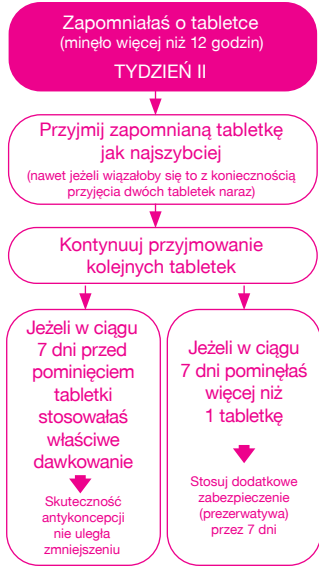 Zapomniałaś o tabletce
(minęło więcej niż 12 godzin)
TYDZIEŃ II
Przyjmij zapomnianą tabletkę
jak najszybciej
(nawet jeżeli wiązałoby się to z koniecznością
przyjęcia dwóch tabletek naraz)
Kontynuuj przyjmowanie
kolejnych tabletek
Jeżeli w ciągu
7 dni przed
pominięciem
tabletki
stosowałaś
właściwe
dawkowanie
Skuteczność
antykoncepcji
nie uległa
zmniejszeniu
Jeżeli w ciągu
7 dni pominęłaś
więcej niż
1 tabletkę
Stosuj dodatkowe
zabezpieczenie
(prezerwatywa)
przez 7 dni